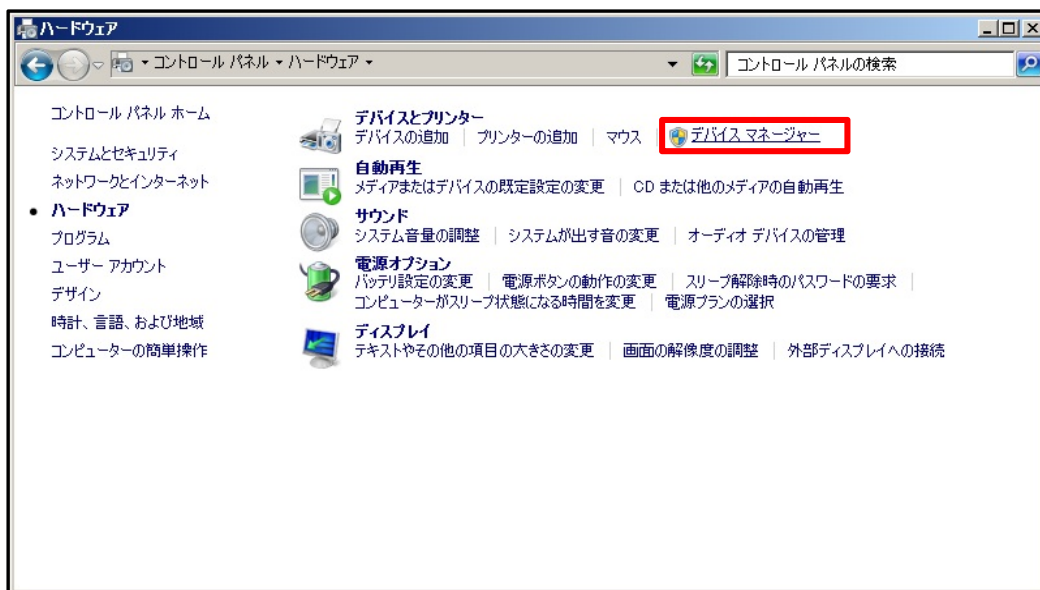 ハードウェア
コントロール パネル ハードウェア
コントロール パネルの検索
コントロール パネル ホーム
システムとセキュリティ
ネットワークとインターネット
ハードウェア
プログラム
ユーザー アカウント
デザイン
時計、言語、および地域
コンピューターの簡単操作
デバイスとプリンター
デバイスの追加 | プリンターの追加 | マウス | デバイス マネージャー
自動再生
メディアまたはデバイスの既定設定の変更 | CD または他のメディアの自動再生
サウンド
システム音量の調整 | システムが出す音の変更 | オーディオ デバイスの管理
電源オプション
バッテリ設定の変更 | 電源ボタンの動作の変更 | スリープ解除時のパスワードの要求 |
コンピューターがスリープ状態になる時間を変更 | 電源プランの選択
ディスプレイ
テキストやその他の項目の大きさの変更 | 画面の解像度の調整 | 外部ディスプレイへの接続